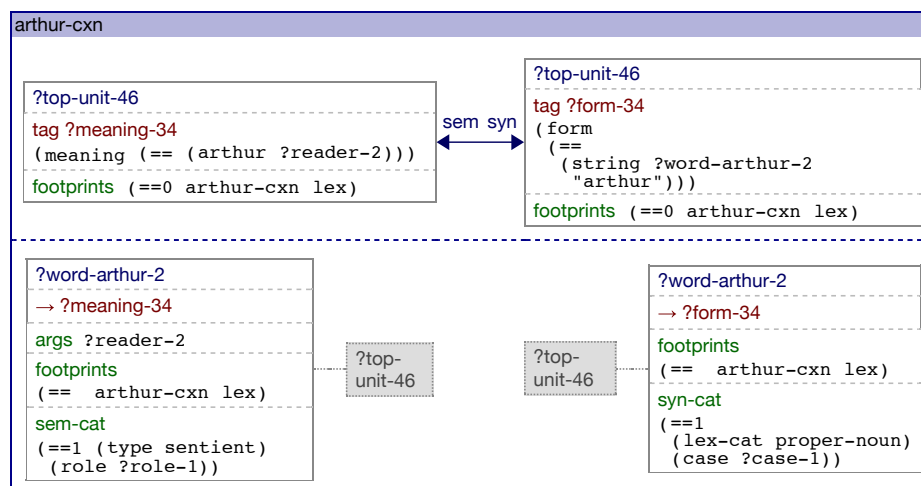 arthur-cxn
?top-unit-46
tag ?meaning-34
(meaning (== (arthur ?reader-2)))
footprints (==0 arthur-cxn lex)
sem syn
?top-unit-46
tag ?form-34
(form
(==
(string ?word-arthur-2
"arthur")))
footprints (==0 arthur-cxn lex)
?word-arthur-2
→ ?meaning-34
args ?reader-2
footprints
(== arthur-cxn lex)
sem-cat
(==1 (type sentient)
(role ?role-1))
?top-
unit-46
?top-
unit-46
?word-arthur-2
→ ?form-34
footprints
(== arthur-cxn lex)
syn-cat
(==1
(lex-cat proper-noun)
(case ?case-1))